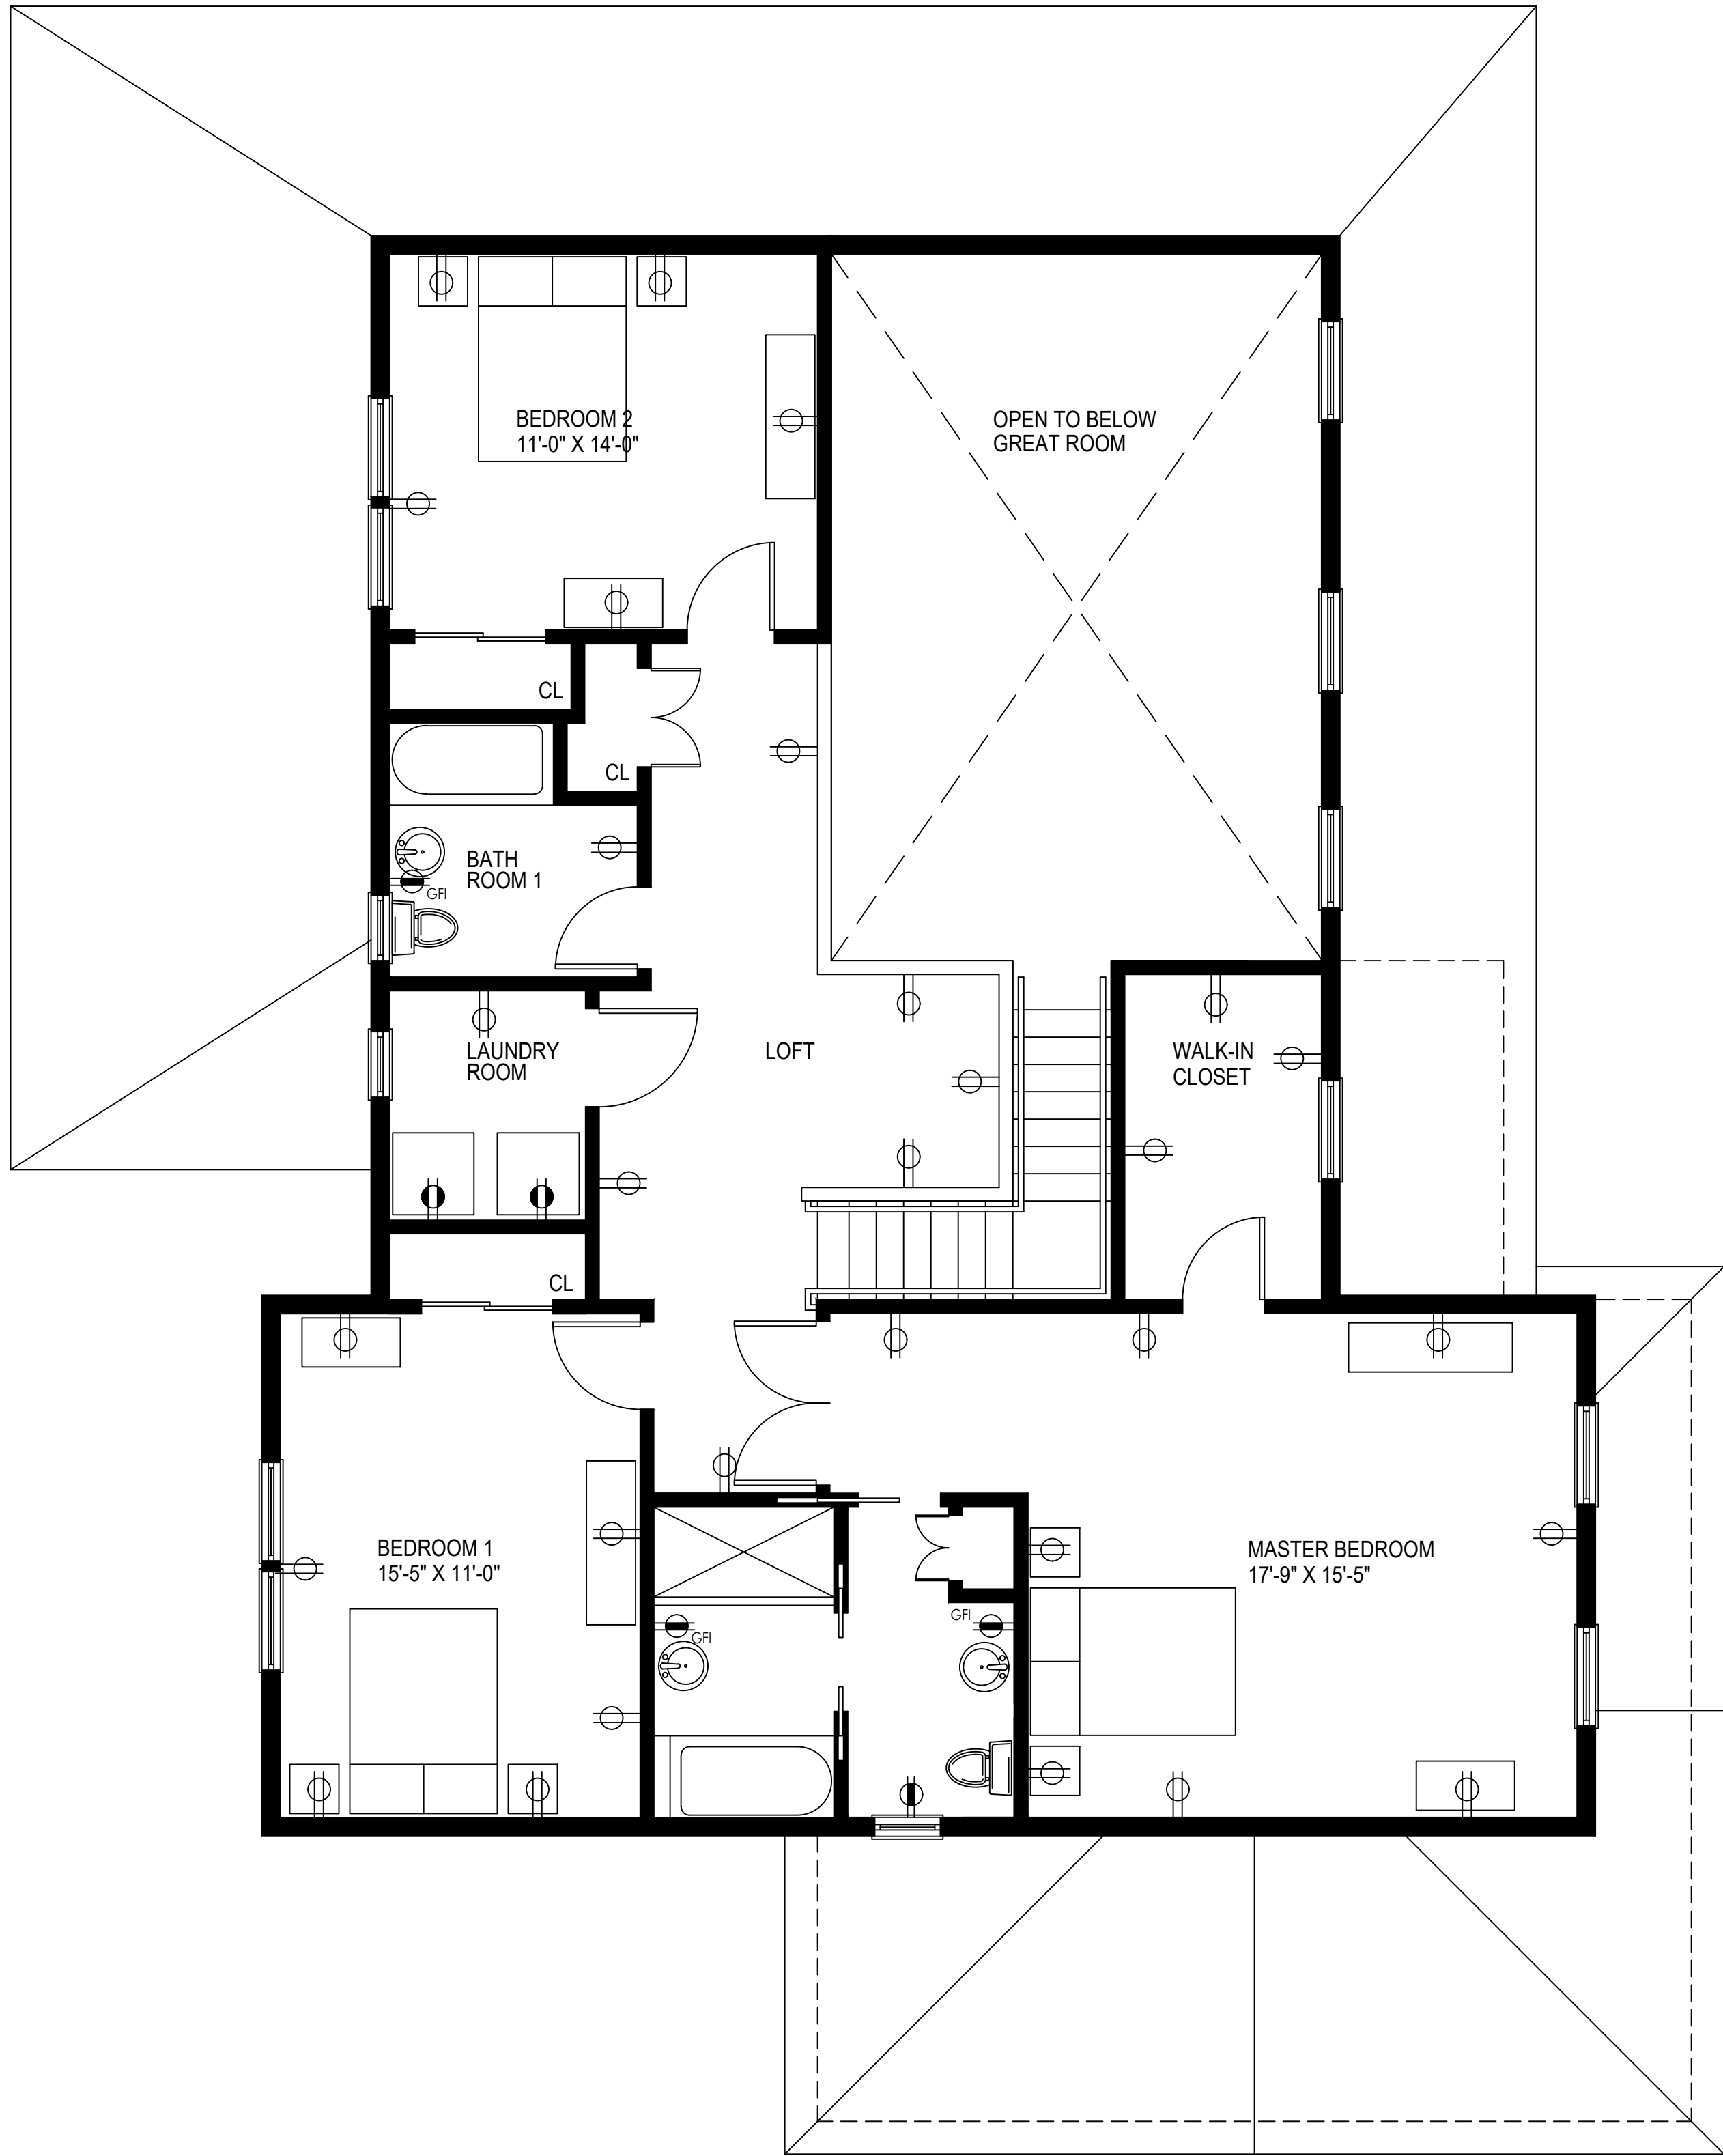 BEDROOM 2
11'-0" X 14'-0"
OPEN TO BELOW
GREAT ROOM
CL
CL
BATH
ROOM 1
GFI
LAUNDRY
ROOM
LOFT
WALK-IN
CLOSET
CL
BEDROOM 1
15'-5" X 11'-0"
MASTER BEDROOM
17'-9" X 15'-5"
GFI
GFI